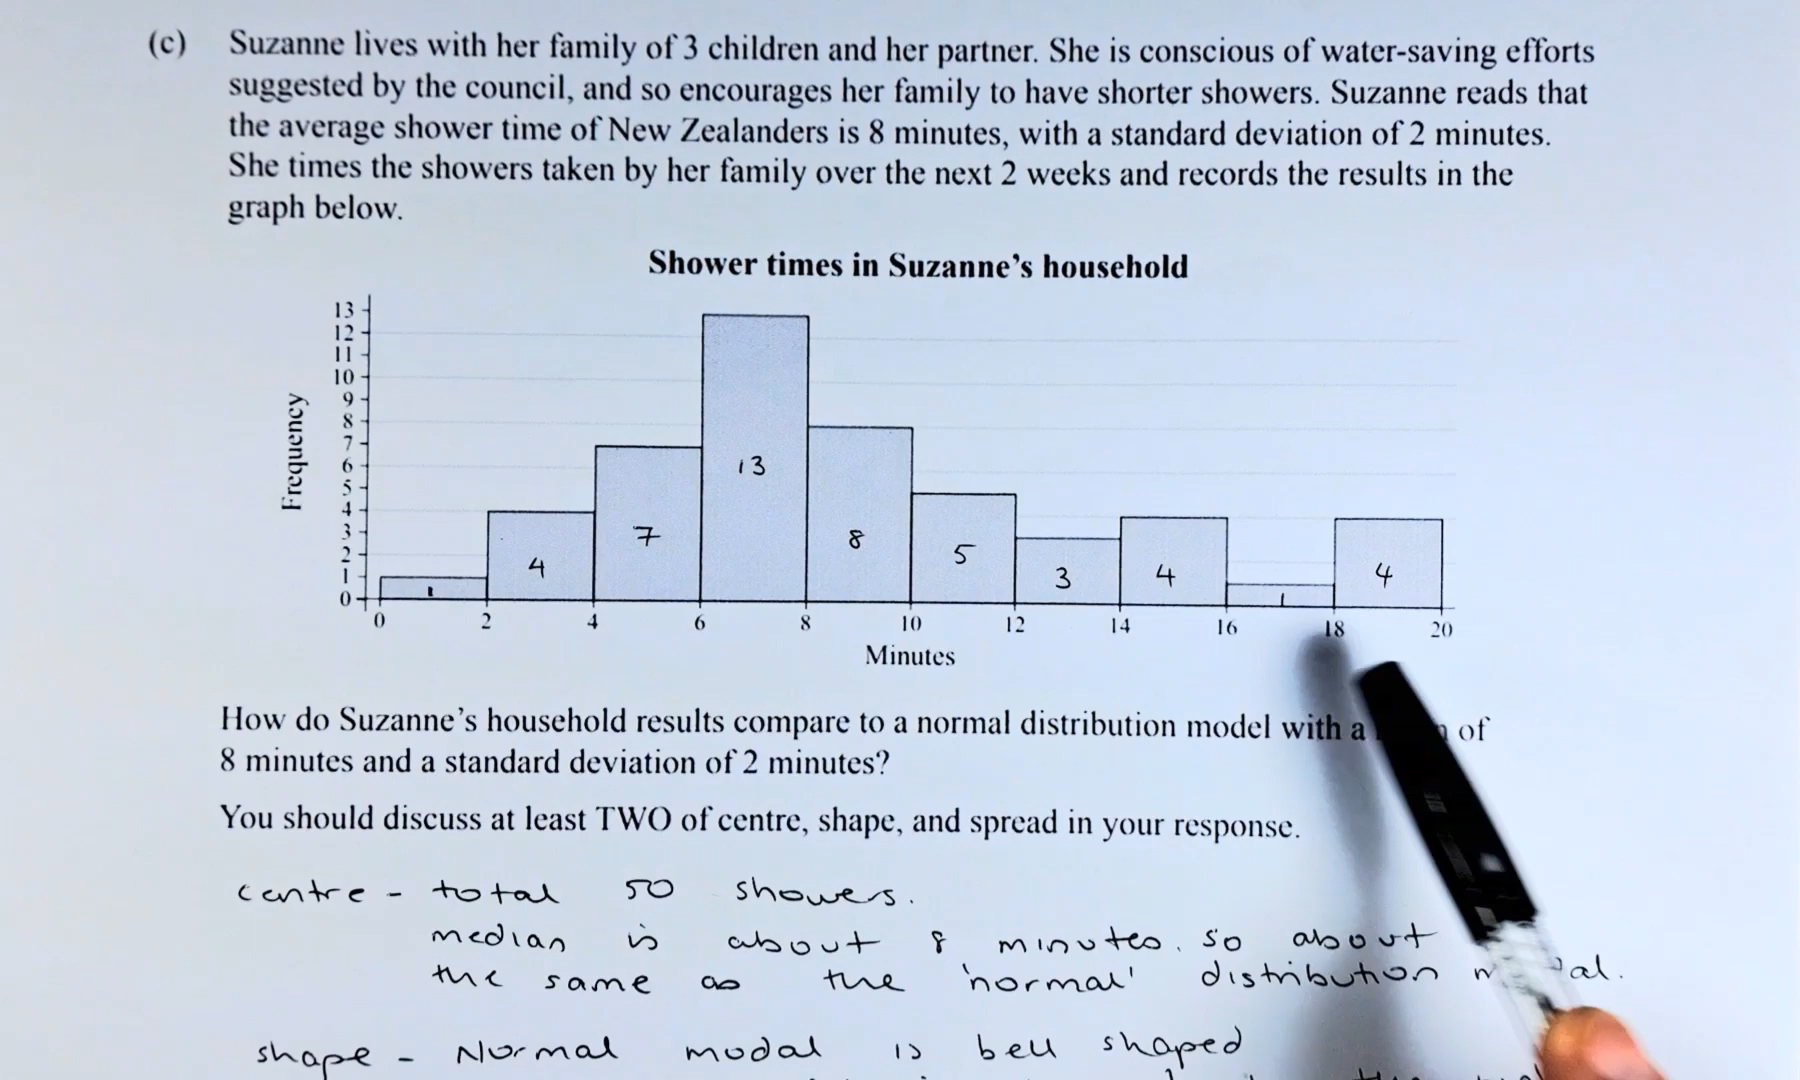 (c) Suzanne lives with her family of 3 children and her partner. She is conscious of water-saving efforts
suggested by the council, and so encourages her family to have shorter showers. Suzanne reads that
the average shower time of New Zealanders is 8 minutes, with a standard deviation of 2 minutes.
She times the showers taken by her family over the next 2 weeks and records the results in the
graph below.
Shower times in Suzanne's household
13
12
11
10
9
8
7
6
5
4
3
2
1
0
Frequency
1 4 7 13 8 5 3 4 1 4
0 2 4 6 8 10 12 14 16 18 20
Minutes
How do Suzanne's household results compare to a normal distribution model with a of
8 minutes and a standard deviation of 2 minutes?
You should discuss at least TWO of centre, shape, and spread in your response.
centre - total 50 showers.
median is about 8 minutes. so about
the same as the 'normal' distribution
shape - Normal modal is bell shaped